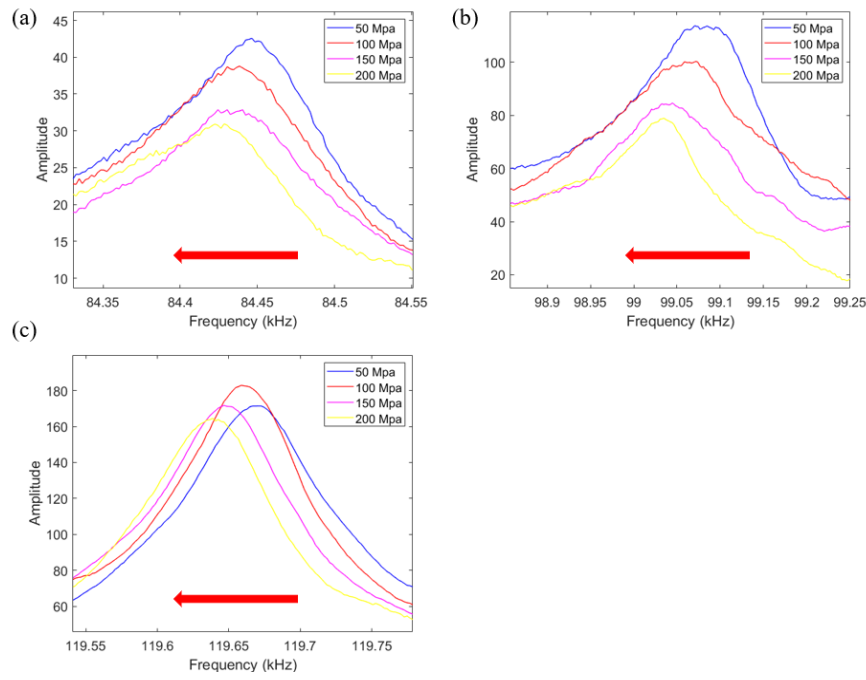 (a)
45
40
35
30
25
20
15
10
Amplitude
50 Mpa
100 Mpa
150 Mpa
200 Mpa
84.35 84.4 84.45 84.5 84.55
Frequency (kHz)
(b)
100
80
60
40
20
Amplitude
50 Mpa
100 Mpa
150 Mpa
200 Mpa
98.9 98.95 99 99.05 99.1 99.15 99.2 99.25
Frequency (kHz)
(c)
180
160
140
120
100
80
60
Amplitude
50 Mpa
100 Mpa
150 Mpa
200 Mpa
119.55 119.6 119.65 119.7 119.75
Frequency (kHz)